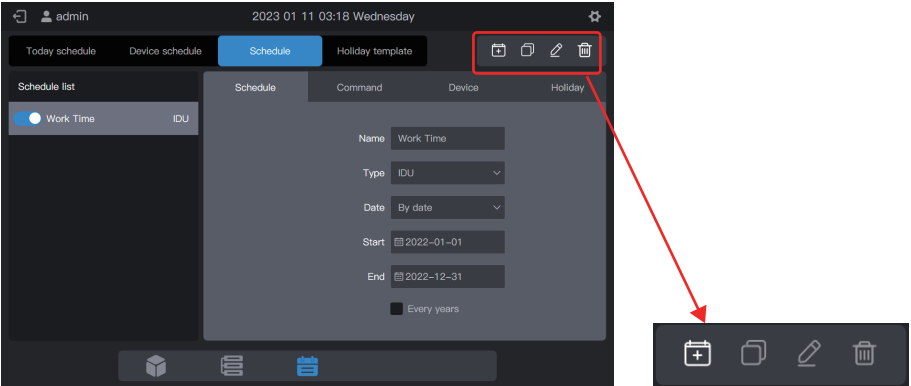 admin 2023 01 11 03:18 Wednesday
Today schedule Device schedule Schedule Holiday template
Schedule list Schedule Command Device Holiday
Work Time IDU
Name Work Time
Type IDU
Date By date
Start 2022-01-01
End 2022-12-31
Every years